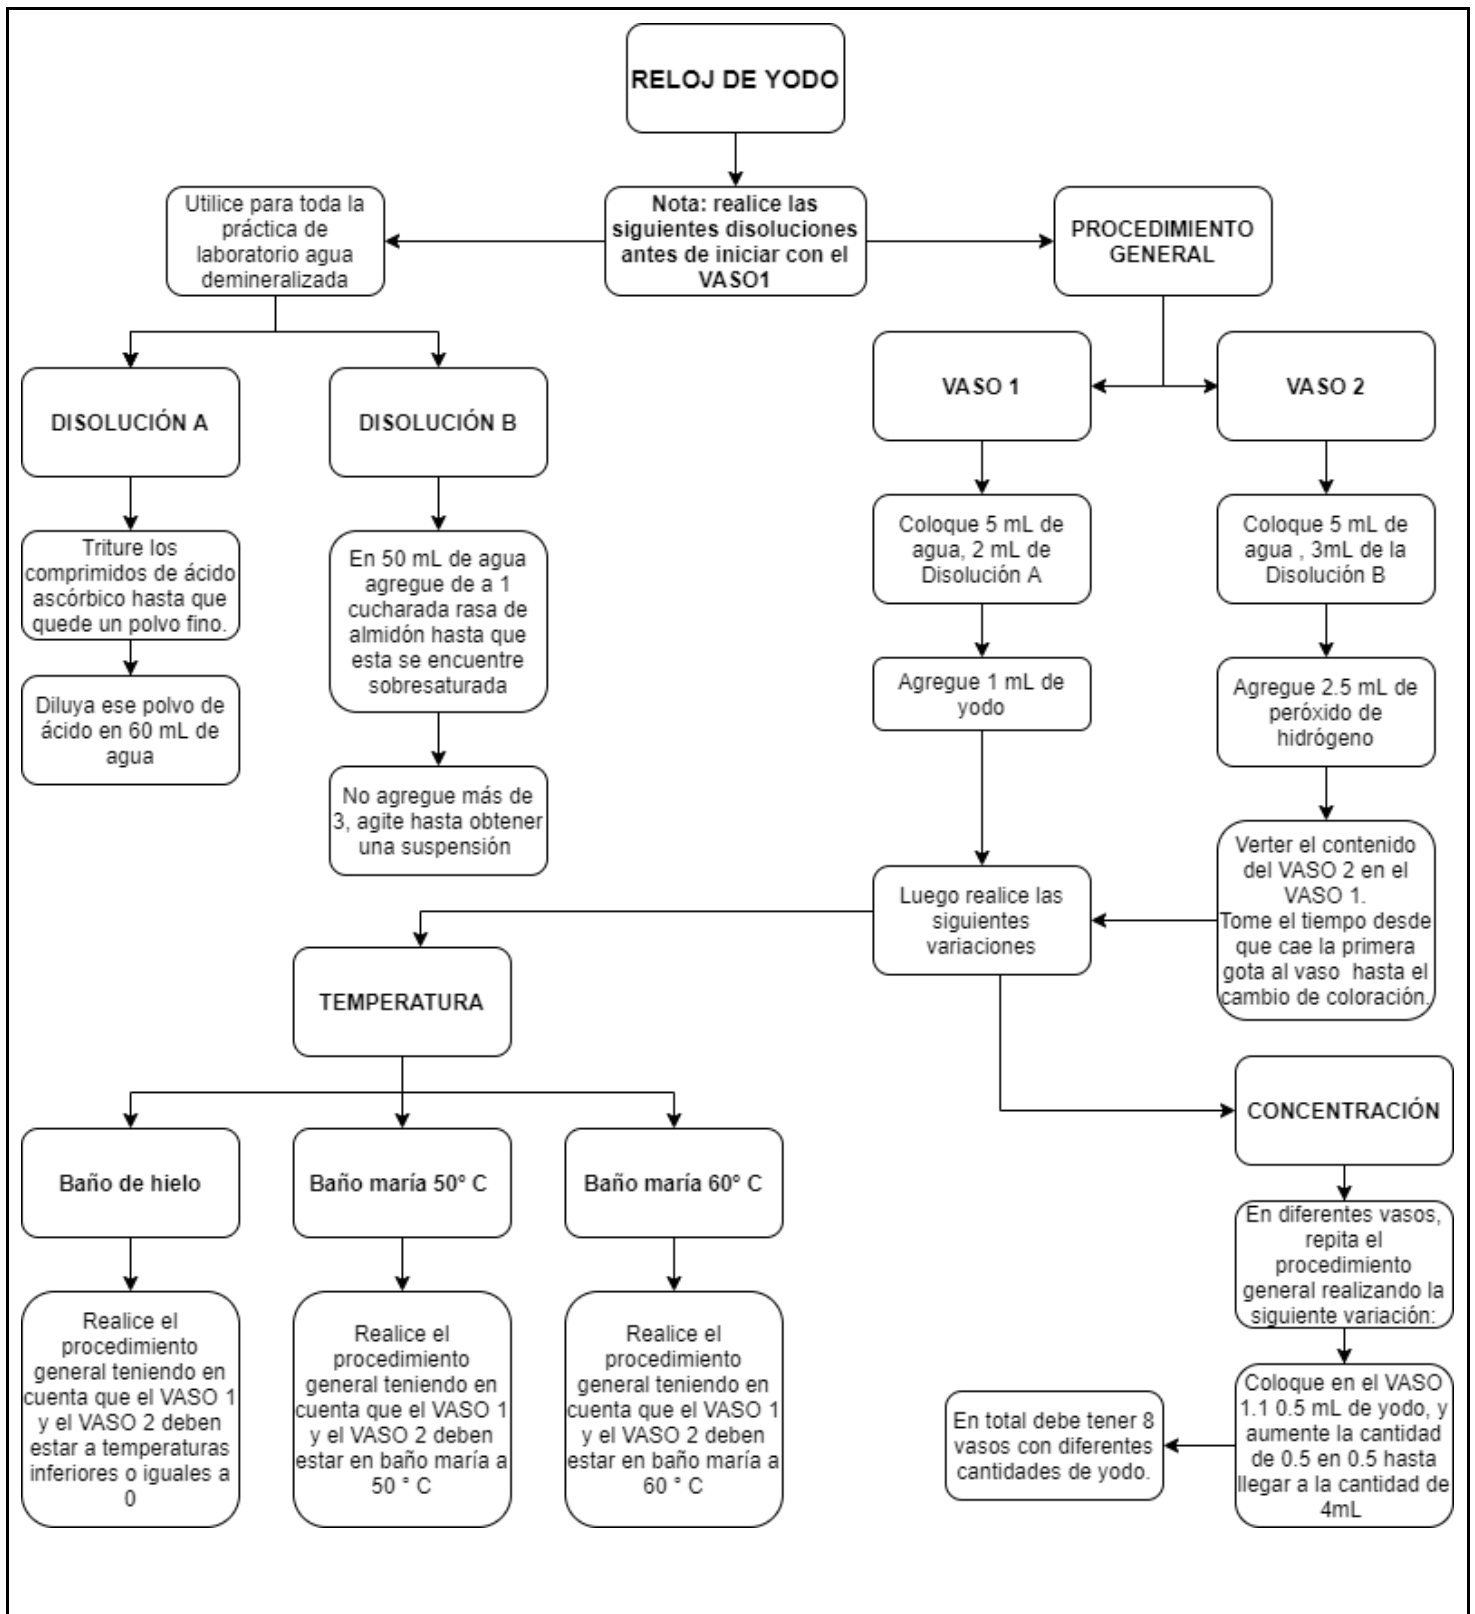 RELOJ DE YODO
Utilice para toda la
práctica de
laboratorio agua
demineralizada
Nota: realice las
siguientes disoluciones
antes de iniciar con el
VASO1
PROCEDIMIENTO
GENERAL
DISOLUCIÓN A
DISOLUCIÓN B
VASO 1
VASO 2
Triture los
comprimidos de ácido
ascórbico hasta que
quede un polvo fino.
Diluya ese polvo de
ácido en 60 mL de
agua
En 50 mL de agua
agregue de a 1
cucharada rasa de
almidón hasta que
esta se encuentre
sobresaturada
No agregue más de
3, agite hasta obtener
una suspensión
Coloque 5 mL de
agua, 2 mL de
Disolución A
Agregue 1 mL de
yodo
Coloque 5 mL de
agua , 3mL de la
Disolución B
Agregue 2.5 mL de
peróxido de
hidrógeno
Verter el contenido
del VASO 2 en el
VASO 1.
Tome el tiempo desde
que cae la primera
gota al vaso  hasta el
cambio de coloración.
Luego realice las
siguientes
variaciones
TEMPERATURA
Baño de hielo
Baño maría 50° C
Baño maría 60° C
Realice el
procedimiento
general teniendo en
cuenta que el VASO 1
y el VASO 2 deben
estar a temperaturas
inferiores o iguales a
0
Realice el
procedimiento
general teniendo en
cuenta que el VASO 1
y el VASO 2 deben
estar en baño maría a
50 ° C
Realice el
procedimiento
general teniendo en
cuenta que el VASO 1
y el VASO 2 deben
estar en baño maría a
60 ° C
CONCENTRACIÓN
En diferentes vasos,
repita el
procedimiento
general realizando la
siguiente variación:
Coloque en el VASO
1.1 0.5 mL de yodo, y
aumente la cantidad
de 0.5 en 0.5 hasta
llegar a la cantidad de
4mL
En total debe tener 8
vasos con diferentes
cantidades de yodo.